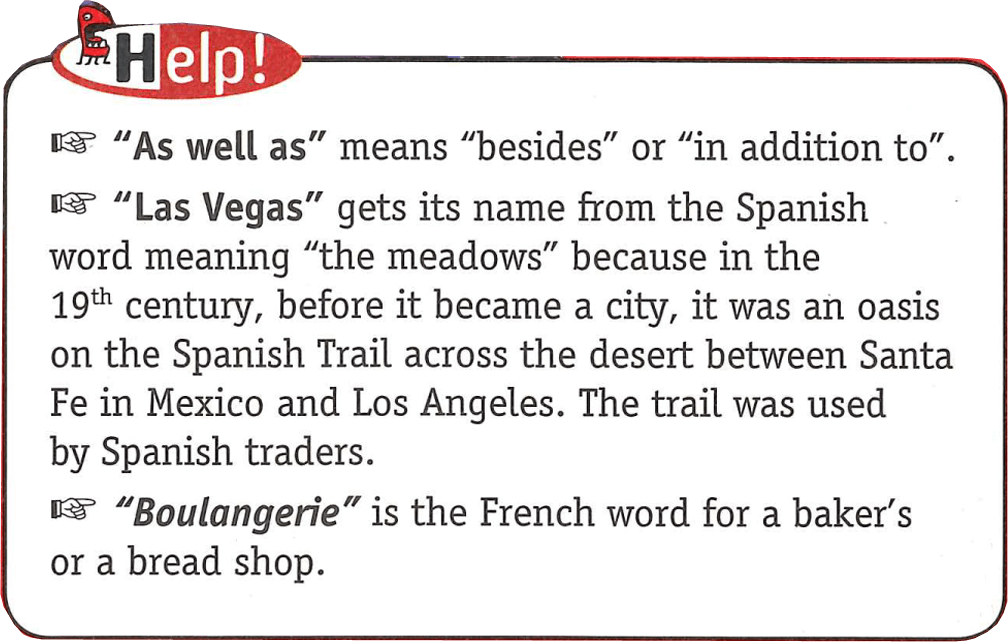 Help!
☞ “As well as” means “besides” or “in addition to”.
☞ “Las Vegas” gets its name from the Spanish
word meaning “the meadows” because in the
19th century, before it became a city, it was an oasis
on the Spanish Trail across the desert between Santa
Fe in Mexico and Los Angeles. The trail was used
by Spanish traders.
☞ “Boulangerie” is the French word for a baker’s
or a bread shop.